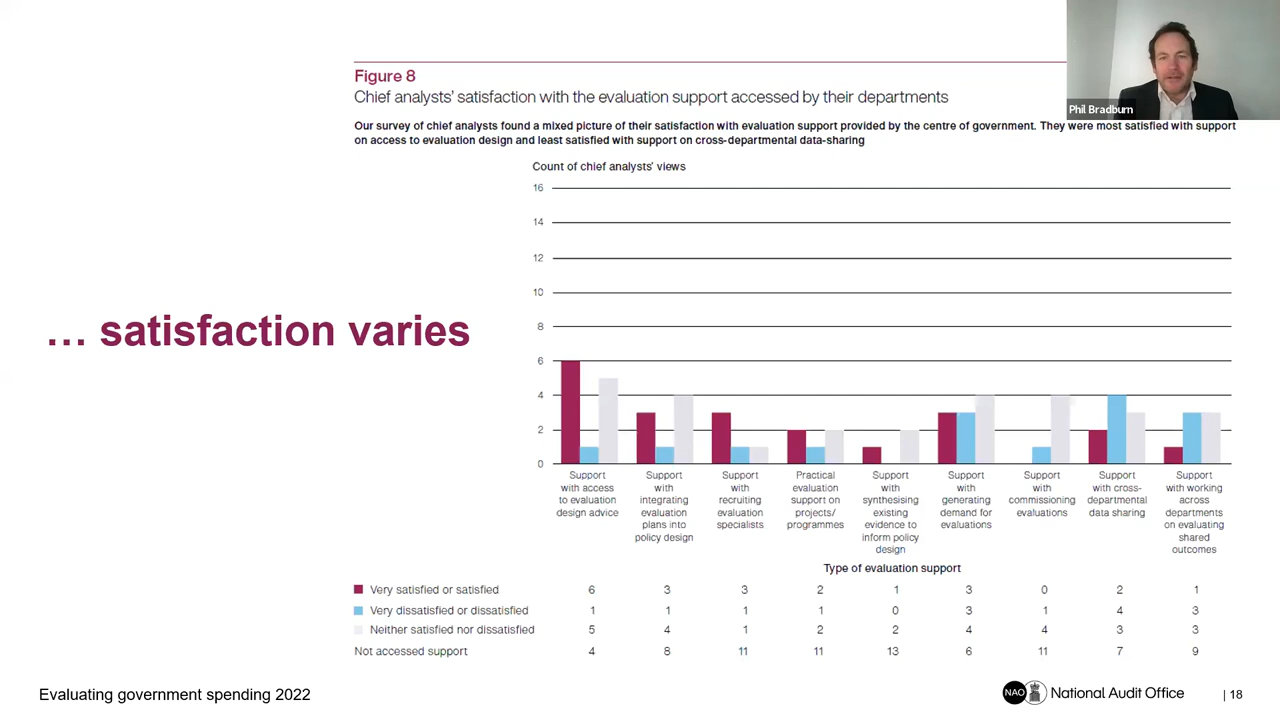 Phil Bradburn
Figure 8
Chief analysts' satisfaction with the evaluation support accessed by their departments
Our survey of chief analysts found a mixed picture of their satisfaction with evaluation support provided by the centre of government. They were most satisfied with support
on access to evaluation design and least satisfied with support on cross-departmental data-sharing
Count of chief analysts' views
16
14
12
10
8
6
4
2
0
... satisfaction varies
Support
with access
to evaluation
design advice
Support
with
integrating
evaluation
plans into
policy design
Support
with
recruiting
evaluation
specialists
Practical
evaluation
support on
projects/
programmes
Support
with
synthesising
existing
evidence to
inform policy
design
Support
with
generating
demand for
evaluations
Support
with
commissioning
evaluations
Support
with cross-
departmental
data sharing
Support
with working
across
departments
on evaluating
shared
outcomes
Type of evaluation support
Very satisfied or satisfied 6 3 3 2 1 3 0 2 1
Very dissatisfied or dissatisfied 1 1 1 1 0 3 1 4 3
Neither satisfied nor dissatisfied 5 4 1 2 2 4 4 3 3
Not accessed support 4 8 11 11 13 6 11 7 9
Evaluating government spending 2022
NAO National Audit Office
| 18